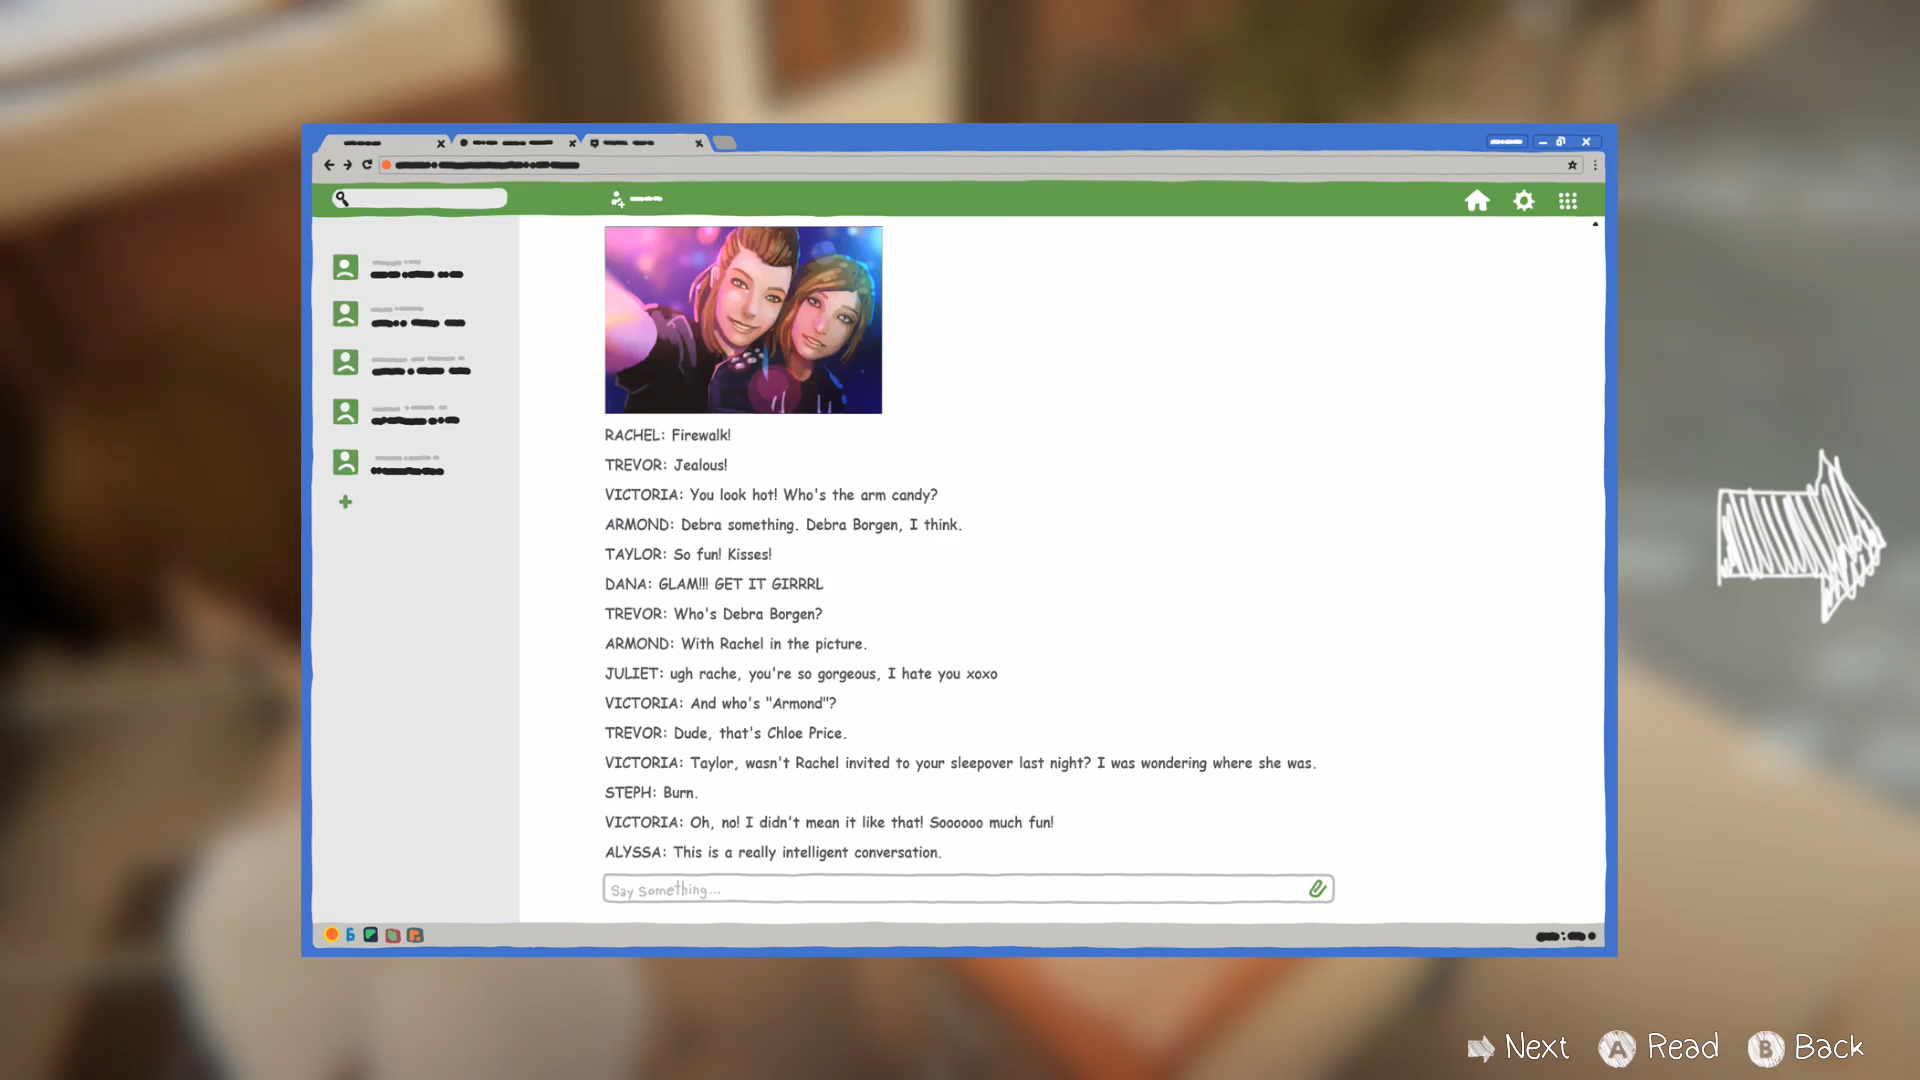 RACHEL: Firewalk!
TREVOR: Jealous!
VICTORIA: You look hot! Who's the arm candy?
ARMOND: Debra something. Debra Borgen, I think.
TAYLOR: So fun! Kisses!
DANA: GLAM!!! GET IT GIRRRL
TREVOR: Who's Debra Borgen?
ARMOND: With Rachel in the picture.
JULIET: ugh rache, you're so gorgeous, I hate you xoxo
VICTORIA: And who's "Armond"?
TREVOR: Dude, that's Chloe Price.
VICTORIA: Taylor, wasn't Rachel invited to your sleepover last night? I was wondering where she was.
STEPH: Burn.
VICTORIA: Oh, no! I didn't mean it like that! Soooooo much fun!
ALYSSA: This is a really intelligent conversation.
Say Something...
Next A Read B Back